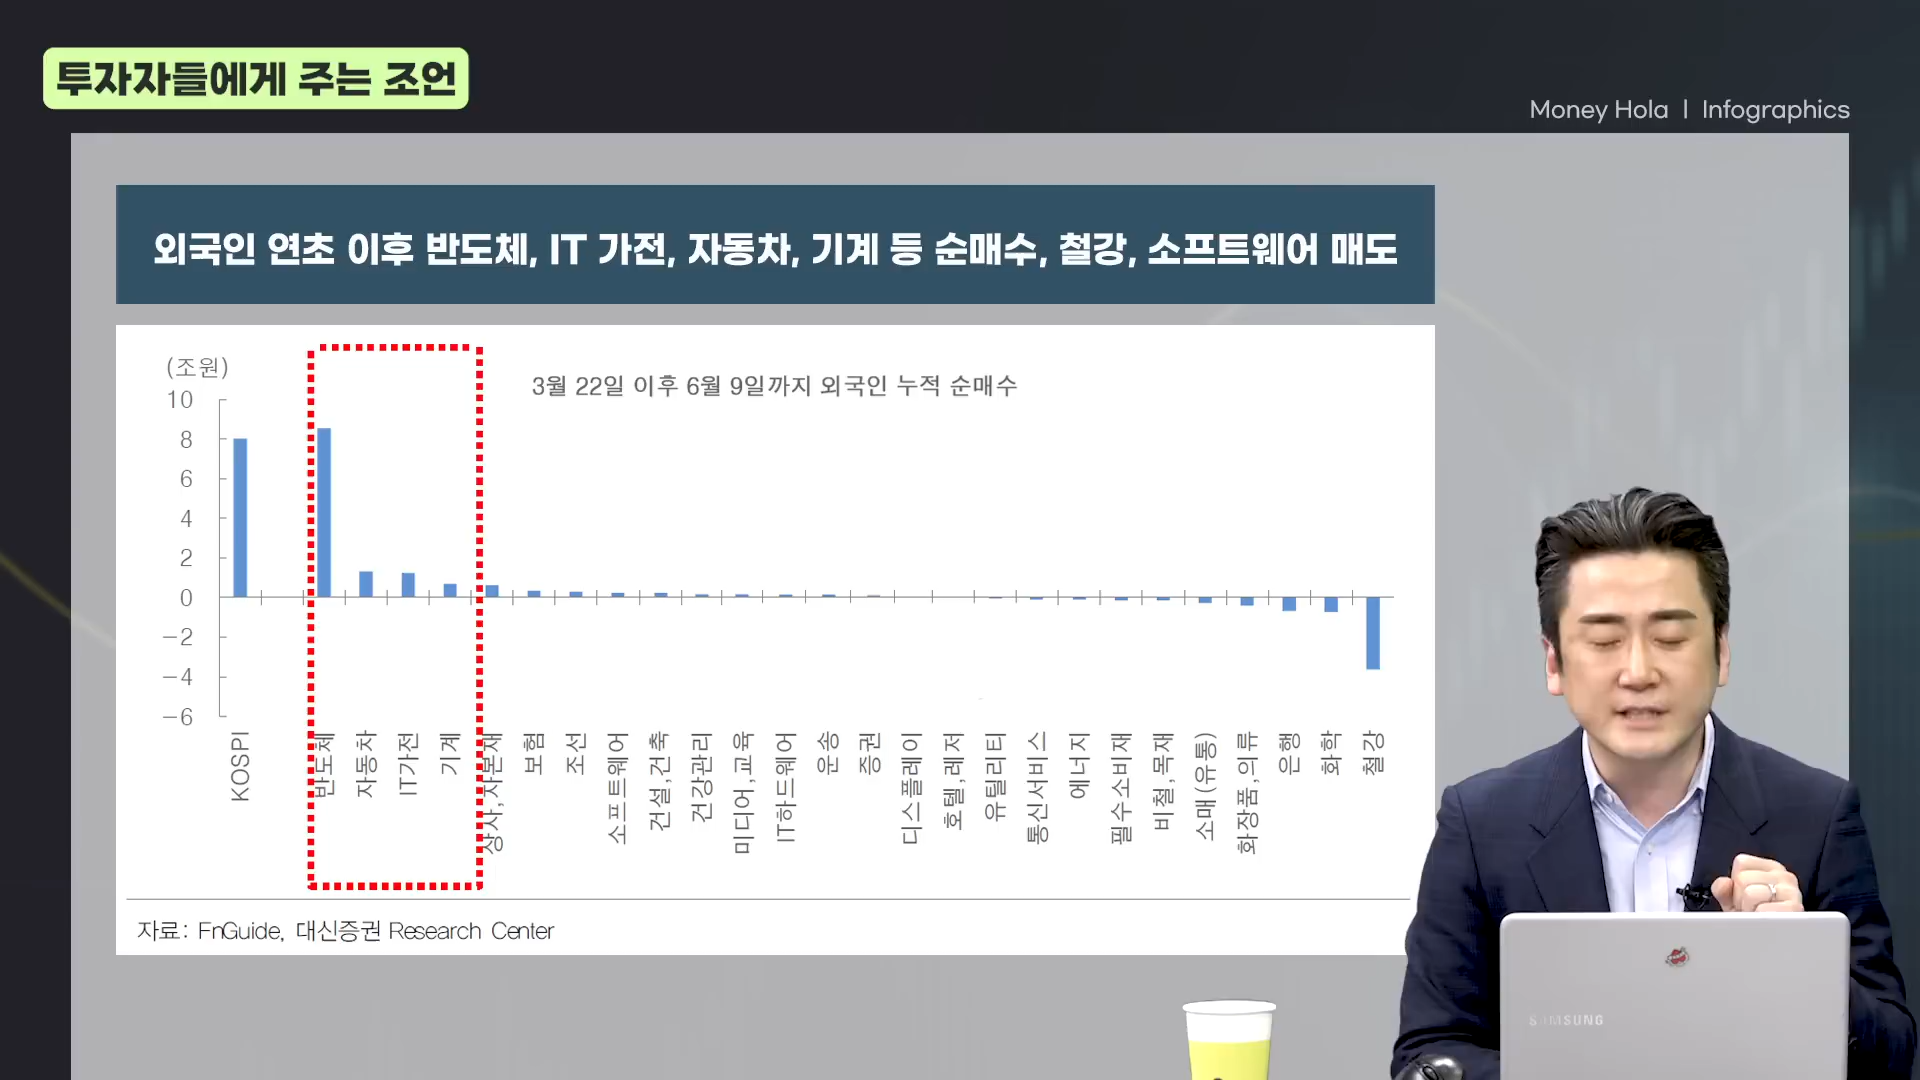 투자자들에게 주는 조언
Money Hola | Infographics
외국인 연초 이후 반도체, IT 가전, 자동차, 기계 등 순매수, 철강, 소프트웨어 매도
(조원)
3월 22일 이후 6월 9일까지 외국인 누적 순매수
10
8
6
4
2
0
-2
-4
-6
KOSPI
반도체
자동차
IT가전
기계
상사,자본재
보험
조선
소프트웨어
건설,건축
건강관리
미디어,교육
IT하드웨어
운송
증권
디스플레이
호텔,레저
유틸리티
통신서비스
에너지
필수소비재
비철,목재
소매(유통)
화장품,의류
은행
화학
철강
자료: FnGuide, 대신증권 Research Center
SAMSUNG